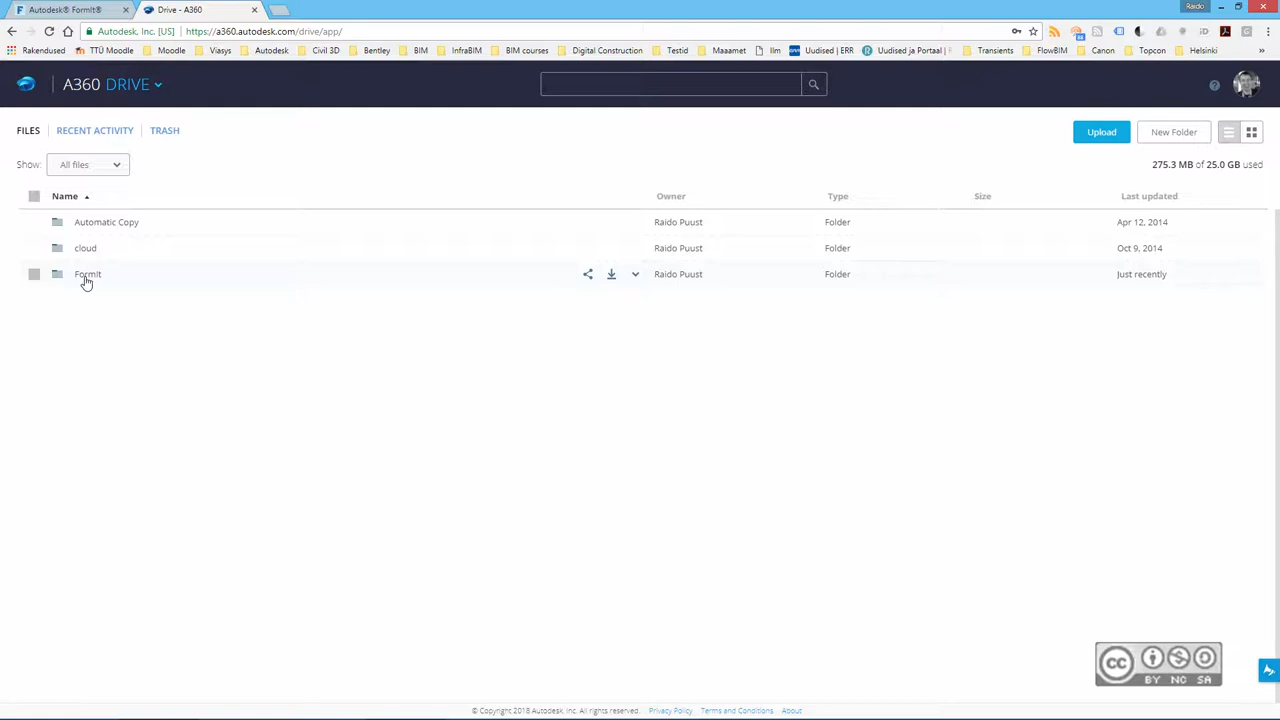 Autodesk® FormIt®
Drive - A360
Raido
Autodesk, Inc. [US]
https://a360.autodesk.com/drive/app/
Rakendused
TTÜ Moodle
Moodle
Viasys
Autodesk
Civil 3D
Bentley
BIM
InfraBIM
BIM courses
Digital Construction
Testid
Maaamet
Ilm
Uudised | ERR
Uudised ja Portaal |
Transients
FlowBIM
Canon
Topcon
Helsinki
A360 DRIVE
FILES
RECENT ACTIVITY
TRASH
Upload
New Folder
Show:
All files
275.3 MB of 25.0 GB used
Name
Owner
Type
Size
Last updated
Automatic Copy
Raido Puust
Folder
Apr 12, 2014
cloud
Raido Puust
Folder
Oct 9, 2014
FormIt
Raido Puust
Folder
Just recently
cc
BY NC SA
© Copyright 2018 Autodesk, Inc. All rights reserved.
Privacy Policy
Terms and Conditions
About